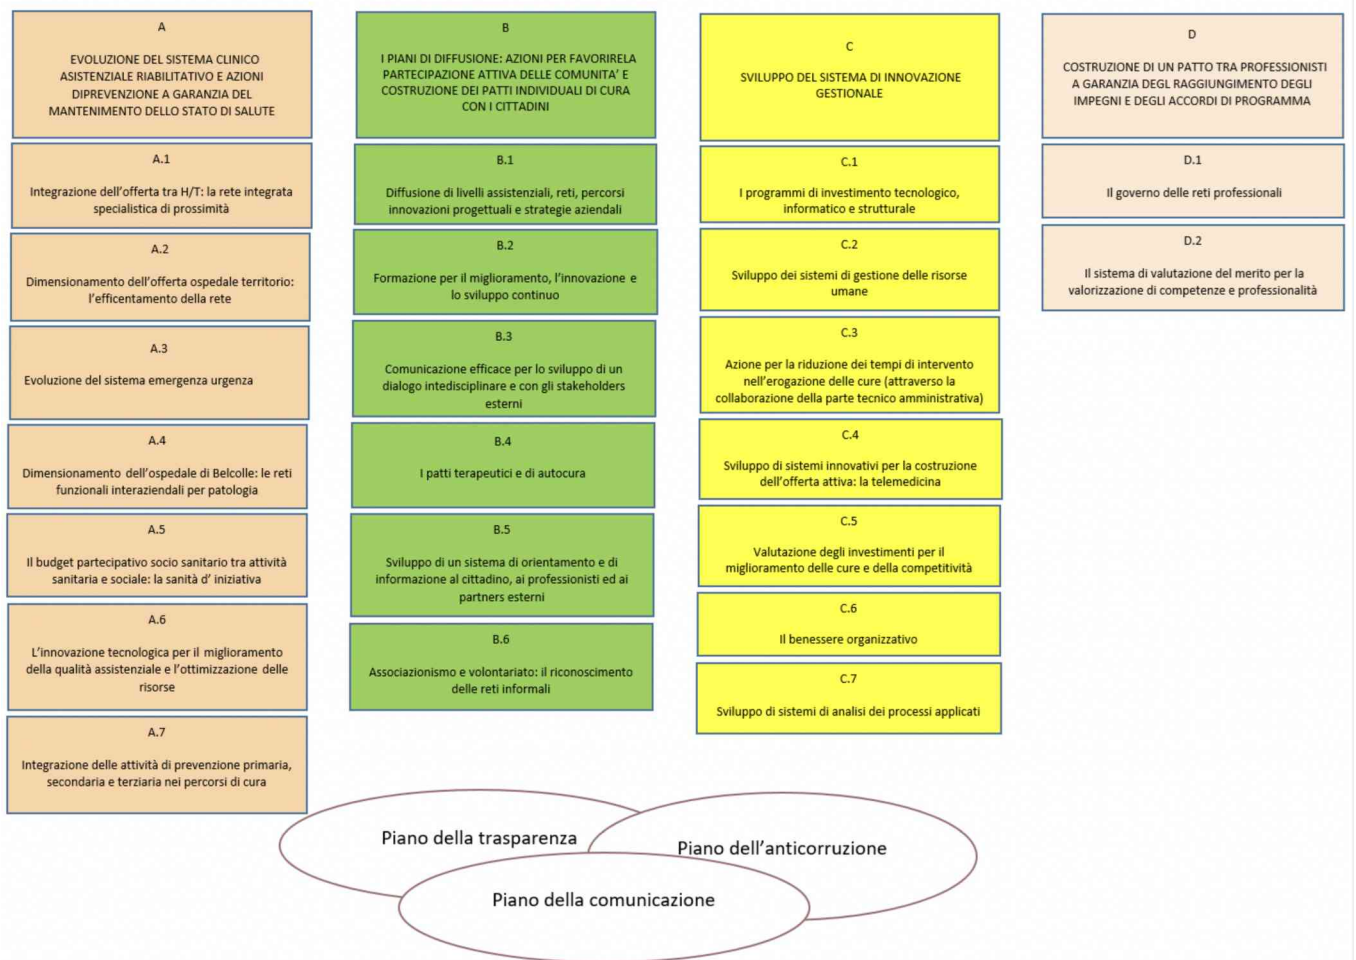 A
EVOLUZIONE DEL SISTEMA CLINICO
ASISTENZIALE RIABILITATIVO E AZIONI
DIPREVENZIONE A GARANZIA DEL
MANTENIMENTO DELLO STATO DI SALUTE
A.1
Integrazione dell'offerta tra H/T: la rete integrata
specialistica di prossimità
A.2
Dimensionamento dell'offerta ospedale territorio:
l'efficentamento della rete
A.3
Evoluzione del sistema emergenza urgenza
A.4
Dimensionamento dell'ospedale di Belcolle: le reti
funzionali interaziendali per patologia
A.5
Il budget partecipativo socio sanitario tra attività
sanitaria e sociale: la sanità d' iniziativa
A.6
L'innovazione tecnologica per il miglioramento
della qualità assistenziale e l'ottimizzazione delle
risorse
A.7
Integrazione delle attività di prevenzione primaria,
secondaria e terziaria nei percorsi di cura
B
I PIANI DI DIFFUSIONE: AZIONI PER FAVORIRELA
PARTECIPAZIONE ATTIVA DELLE COMUNITA' E
COSTRUZIONE DEI PATTI INDIVIDUALI DI CURA
CON I CITTADINI
B.1
Diffusione di livelli assistenziali, reti, percorsi
innovazioni progettuali e strategie aziendali
B.2
Formazione per il miglioramento, l'innovazione e
lo sviluppo continuo
B.3
Comunicazione efficace per lo sviluppo di un
dialogo intedisciplinare e con gli stakeholders
esterni
B.4
I patti terapeutici e di autocura
B.5
Sviluppo di un sistema di orientamento e di
informazione al cittadino, ai professionisti ed ai
partners esterni
B.6
Associazionismo e volontariato: il riconoscimento
delle reti informali
C
SVILUPPO DEL SISTEMA DI INNOVAZIONE
GESTIONALE
C.1
I programmi di investimento tecnologico,
informatico e strutturale
C.2
Sviluppo dei sistemi di gestione delle risorse
umane
C.3
Azione per la riduzione dei tempi di intervento
nell'erogazione delle cure (attraverso la
collaborazione della parte tecnico amministrativa)
C.4
Sviluppo di sistemi innovativi per la costruzione
dell'offerta attiva: la telemedicina
C.5
Valutazione degli investimenti per il
miglioramento delle cure e della competitività
C.6
Il benessere organizzativo
C.7
Sviluppo di sistemi di analisi dei processi applicati
D
COSTRUZIONE DI UN PATTO TRA PROFESSIONISTI
A GARANZIA DEGL RAGGIUNGIMENTO DEGLI
IMPEGNI E DEGLI ACCORDI DI PROGRAMMA
D.1
Il governo delle reti professionali
D.2
Il sistema di valutazione del merito per la
valorizzazione di competenze e professionalità
Piano della trasparenza
Piano dell'anticorruzione
Piano della comunicazione